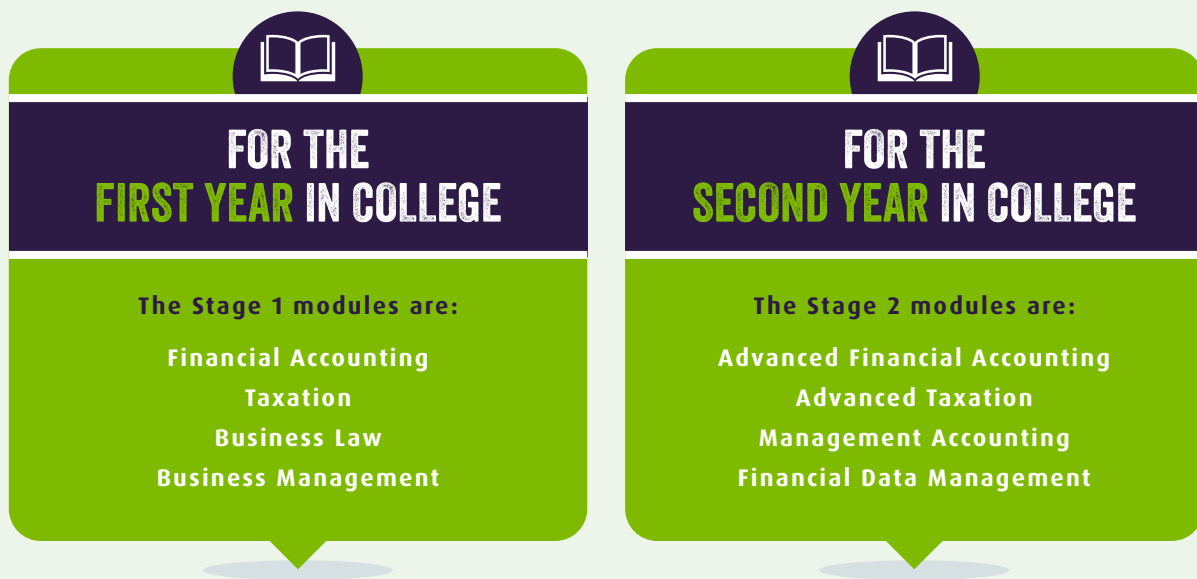 FOR THE
FIRST YEAR IN COLLEGE
The Stage 1 modules are:
Financial Accounting
Taxation
Business Law
Business Management
FOR THE
SECOND YEAR IN COLLEGE
The Stage 2 modules are:
Advanced Financial Accounting
Advanced Taxation
Management Accounting
Financial Data Management